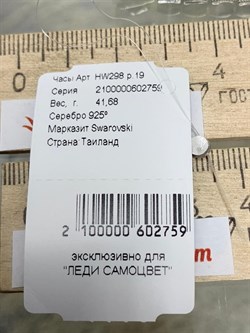 Часы Арт. HW298 р.19
Серия 2100000602759
Вес, г. 41,68
Серебро 925°
Марказит Swarovski
Страна Таиланд
2 100000 602759
эксклюзивно для
"ЛЕДИ САМОЦВЕТ"